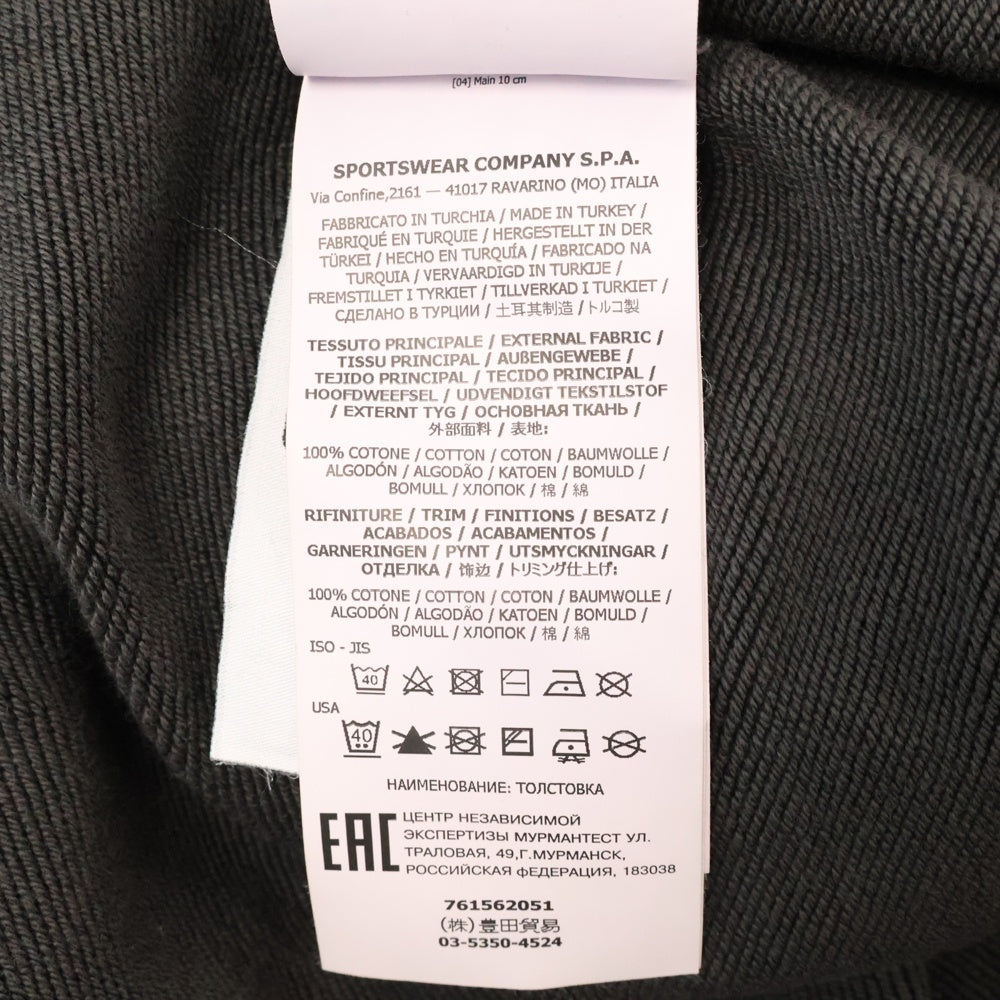 [04] Main 10 cm
SPORTSWEAR COMPANY S.P.A.
Via Confine,2161 — 41017 RAVARINO (MO) ITALIA
FABBRICATO IN TURCHIA / MADE IN TURKEY /
FABRIQUÉ EN TURQUIE / HERGESTELLT IN DER
TÜRKEI / HECHO EN TURQUÍA / FABRICADO NA
TURQUIA / VERVAARDIGD IN TURKIJE /
FREMSTILLET I TYRKIET / TILLVERKAD I TURKIET /
СДЕЛАНО В ТУРЦИИ / 土耳其制造 / トルコ製
TESSUTO PRINCIPALE / EXTERNAL FABRIC /
TISSU PRINCIPAL / AUßENGEWEBE /
TEJIDO PRINCIPAL / TECIDO PRINCIPAL /
HOOFDWEEFSEL / UDVENDIGT TEKSTILSTOF
/ EXTERNT TYG / ОСНОВНАЯ ТКАНЬ /
外部面料 / 表地:
100% COTONE / COTTON / COTON / BAUMWOLLE /
ALGODÓN / ALGODÃO / KATOEN / BOMULD /
BOMULL / ХЛОПОК / 棉 / 綿
RIFINITURE / TRIM / FINITIONS / BESATZ /
ACABADOS / ACABAMENTOS /
GARNERINGEN / PYNT / UTSMYCKNINGAR /
ОТДЕЛКА / 饰边 / トリミング仕上げ:
100% COTONE / COTTON / COTON / BAUMWOLLE /
ALGODÓN / ALGODÃO / KATOEN / BOMULD /
BOMULL / ХЛОПОК / 棉 / 綿
ISO - JIS
40
USA
40
НАИМЕНОВАНИЕ: ТОЛСТОВКА
EAC
ЦЕНТР НЕЗАВИСИМОЙ
ЭКСПЕРТИЗЫ МУРМАНТЕСТ УЛ.
ТРАЛОВАЯ, 49,Г.МУРМАНСК,
РОССИЙСКАЯ ФЕДЕРАЦИЯ, 183038
761562051
(株) 豊田貿易
03-5350-4524